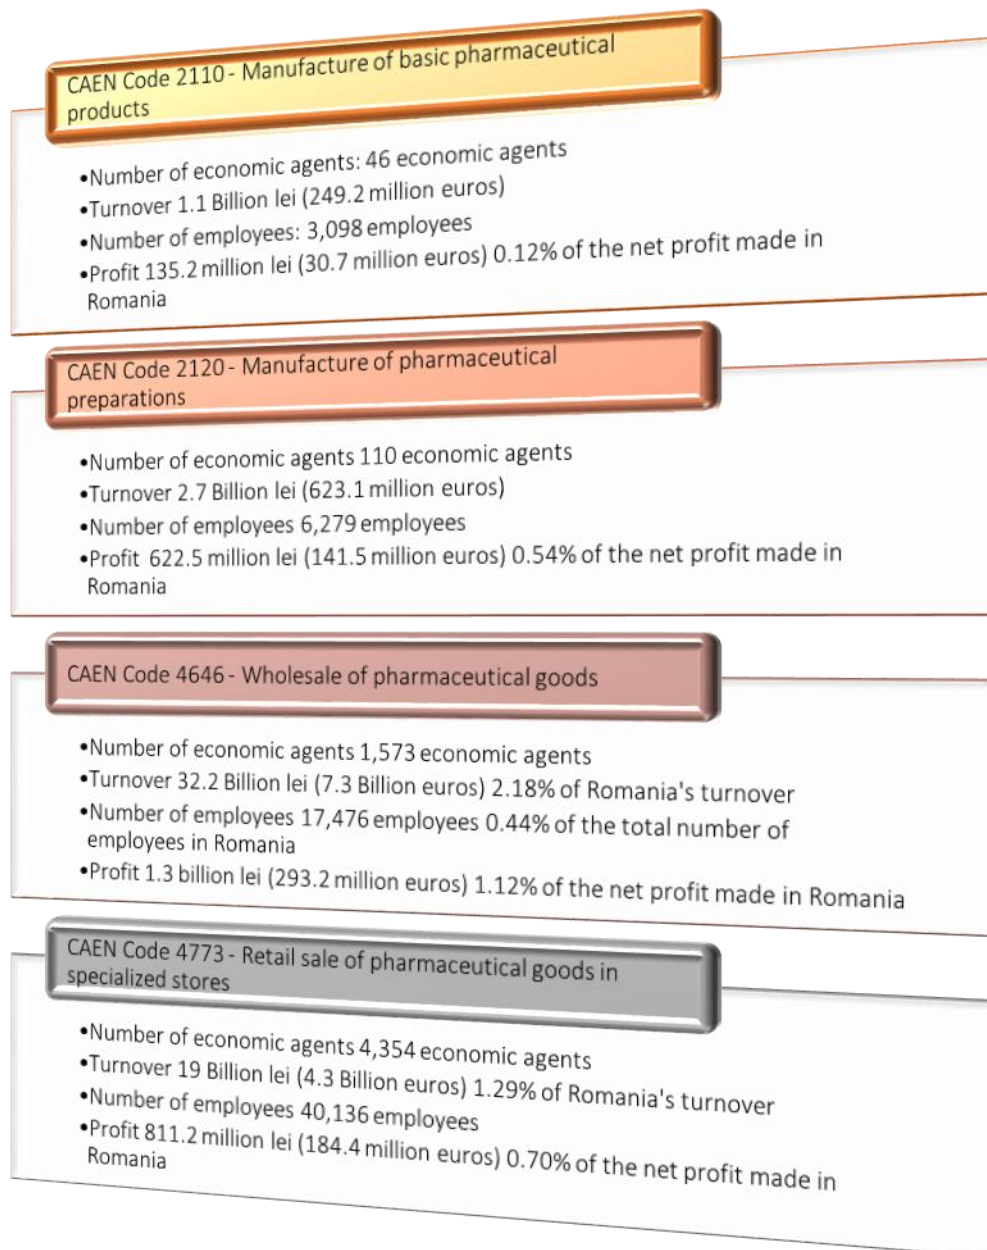 CAEN Code 2110 - Manufacture of basic pharmaceutical
products
•Number of economic agents: 46 economic agents
•Turnover 1.1 Billion lei (249.2 million euros)
•Number of employees: 3,098 employees
•Profit 135.2 million lei (30.7 million euros) 0.12% of the net profit made in
Romania
CAEN Code 2120 - Manufacture of pharmaceutical
preparations
•Number of economic agents 110 economic agents
•Turnover 2.7 Billion lei (623.1 million euros)
•Number of employees 6,279 employees
•Profit 622.5 million lei (141.5 million euros) 0.54% of the net profit made in
Romania
CAEN Code 4646 - Wholesale of pharmaceutical goods
•Number of economic agents 1,573 economic agents
•Turnover 32.2 Billion lei (7.3 Billion euros) 2.18% of Romania's turnover
•Number of employees 17,476 employees 0.44% of the total number of
employees in Romania
•Profit 1.3 billion lei (293.2 million euros) 1.12% of the net profit made in Romania
CAEN Code 4773 - Retail sale of pharmaceutical goods in
specialized stores
•Number of economic agents 4,354 economic agents
•Turnover 19 Billion lei (4.3 Billion euros) 1.29% of Romania's turnover
•Number of employees 40,136 employees
•Profit 811.2 million lei (184.4 million euros) 0.70% of the net profit made in
Romania